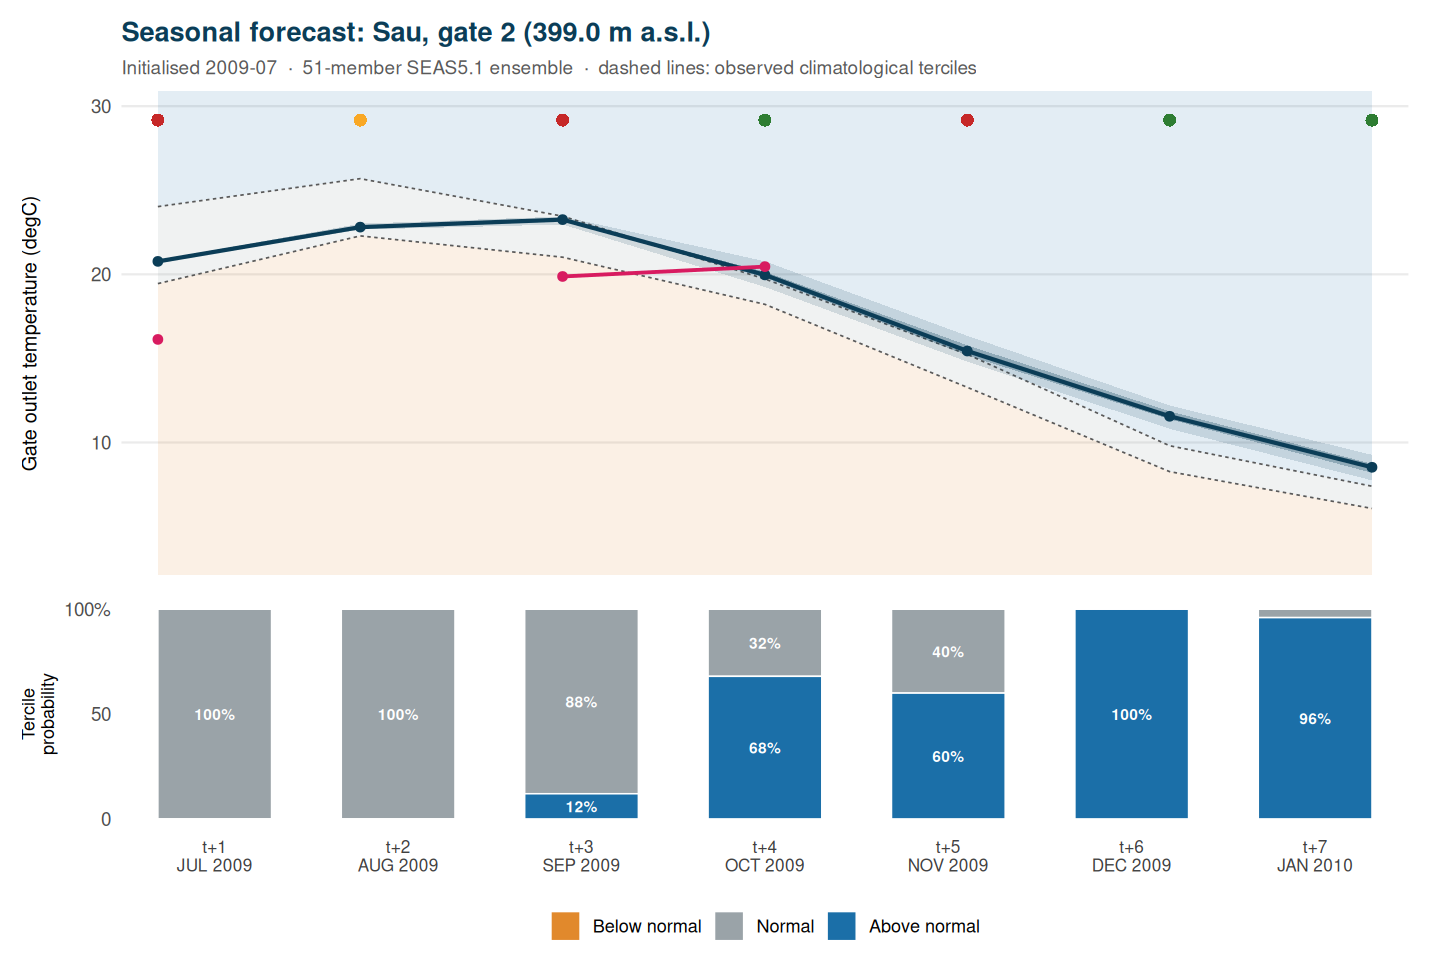 Seasonal forecast: Sau, gate 2 (399.0 m a.s.l.)
Initialised 2009-07 · 51-member SEAS5.1 ensemble · dashed lines: observed climatological terciles
Gate outlet temperature (degC)
30
20
10
Tercile
probability
100%
50
0
100%
100%
88%
12%
32%
68%
40%
60%
100%
96%
t+1
JUL 2009
t+2
AUG 2009
t+3
SEP 2009
t+4
OCT 2009
t+5
NOV 2009
t+6
DEC 2009
t+7
JAN 2010
Below normal
Normal
Above normal